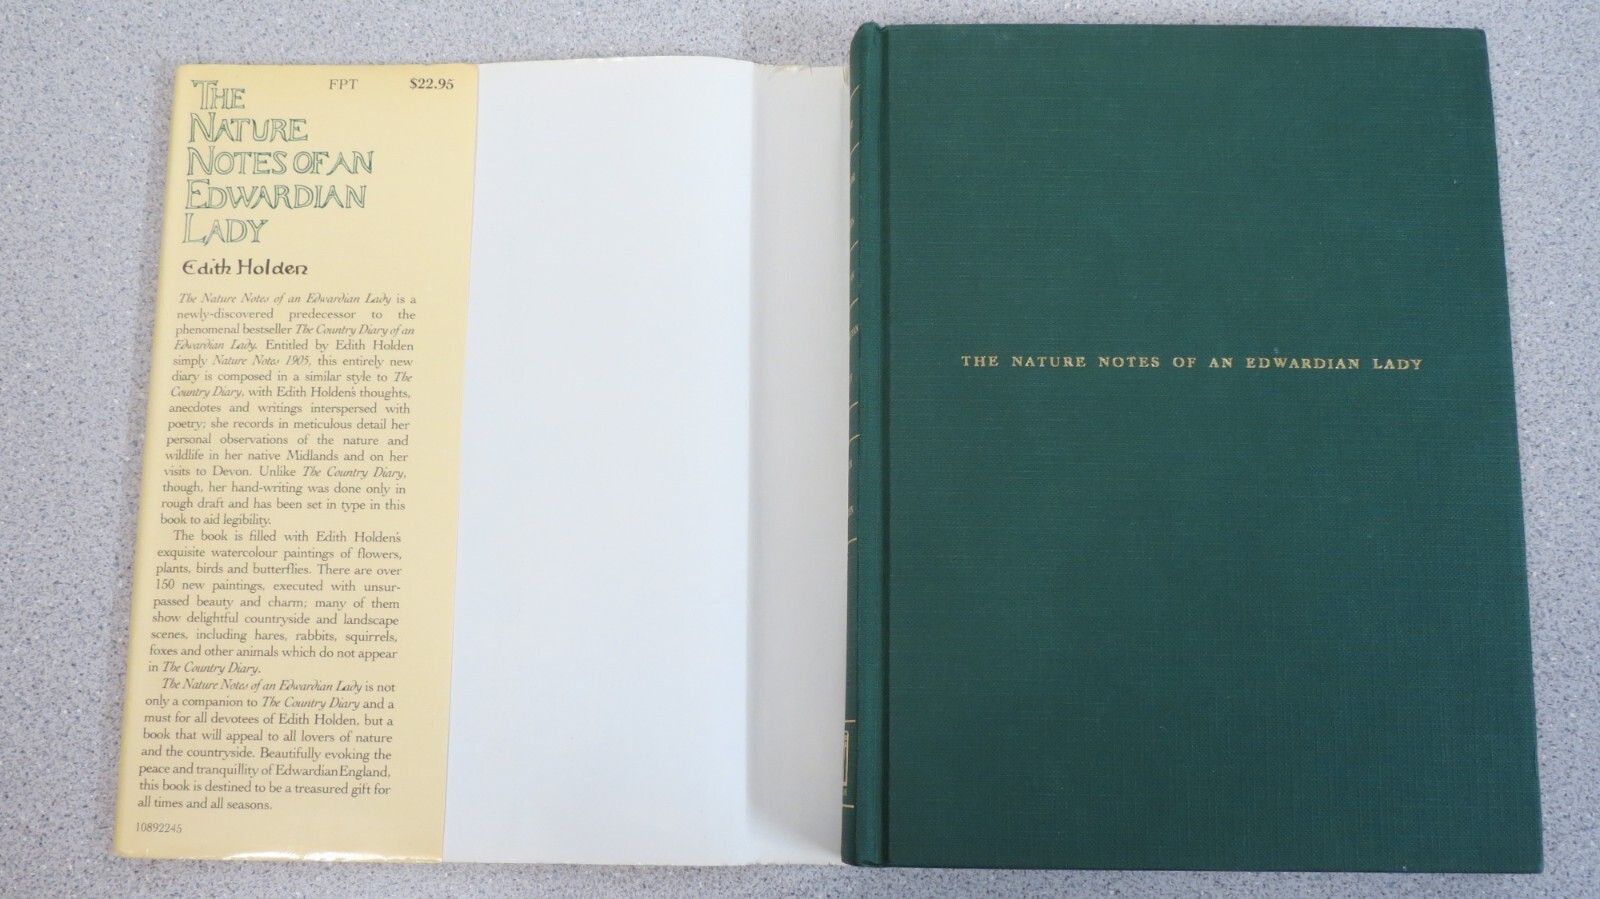 FPT $22.95
THE
NATURE
NOTES OF AN
EDWARDIAN
LADY
Edith Holden
The Nature Notes of an Edwardian Lady is a
newly-discovered predecessor to the
phenomenal bestseller The Country Diary of an
Edwardian Lady. Entitled by Edith Holden
simply Nature Notes 1905, this entirely new
diary is composed in a similar style to The
Country Diary, with Edith Holden's thoughts,
anecdotes and writings interspersed with
poetry; she records in meticulous detail her
personal observations of the nature and
wildlife in her native Midlands and on her
visits to Devon. Unlike The Country Diary,
though, her hand-writing was done only in
rough draft and has been set in type in this
book to aid legibility.
The book is filled with Edith Holden's
exquisite watercolour paintings of flowers,
plants, birds and butterflies. There are over
150 new paintings, executed with unsur-
passed beauty and charm; many of them
show delightful countryside and landscape
scenes, including hares, rabbits, squirrels,
foxes and other animals which do not appear
in The Country Diary.
The Nature Notes of an Edwardian Lady is not
only a companion to The Country Diary and a
must for all devotees of Edith Holden, but a
book that will appeal to all lovers of nature
and the countryside. Beautifully evoking the
peace and tranquillity of Edwardian England,
this book is destined to be a treasured gift for
all times and all seasons.
10892245
THE NATURE NOTES OF AN EDWARDIAN LADY